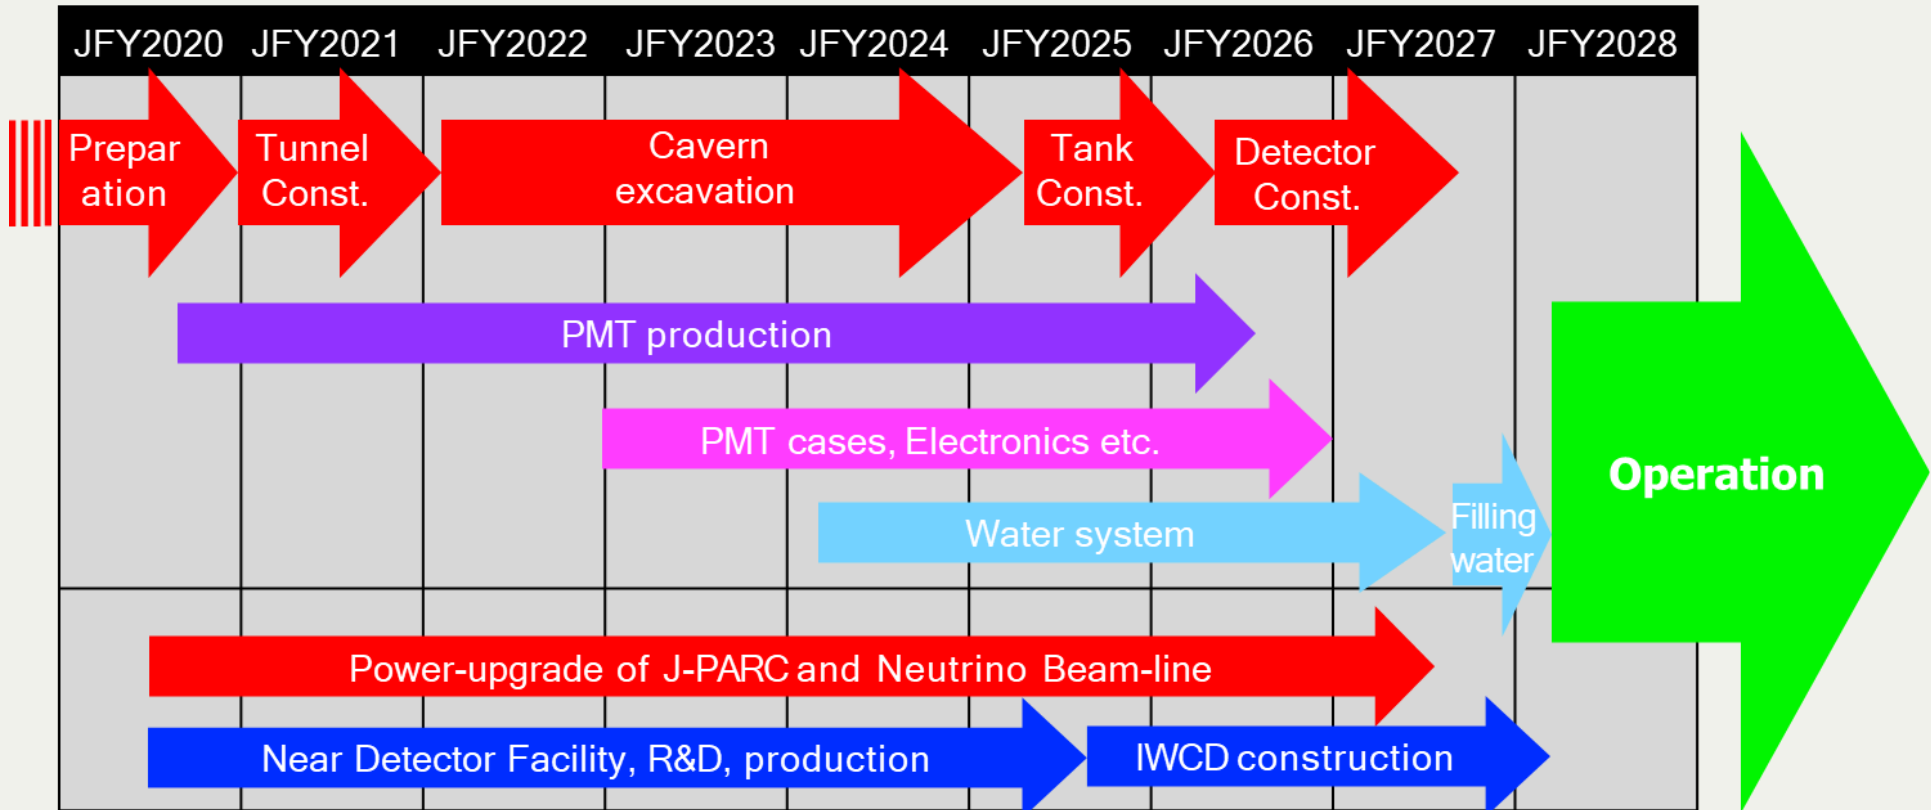 JFY2020 JFY2021 JFY2022 JFY2023 JFY2024 JFY2025 JFY2026 JFY2027 JFY2028
Prepar
ation
Tunnel
Const.
Cavern
excavation
Tank
Const.
Detector
Const.
PMT production
PMT cases, Electronics etc.
Water system
Filling
water
Operation
Power-upgrade of J-PARC and Neutrino Beam-line
Near Detector Facility, R&D, production
IWCD construction